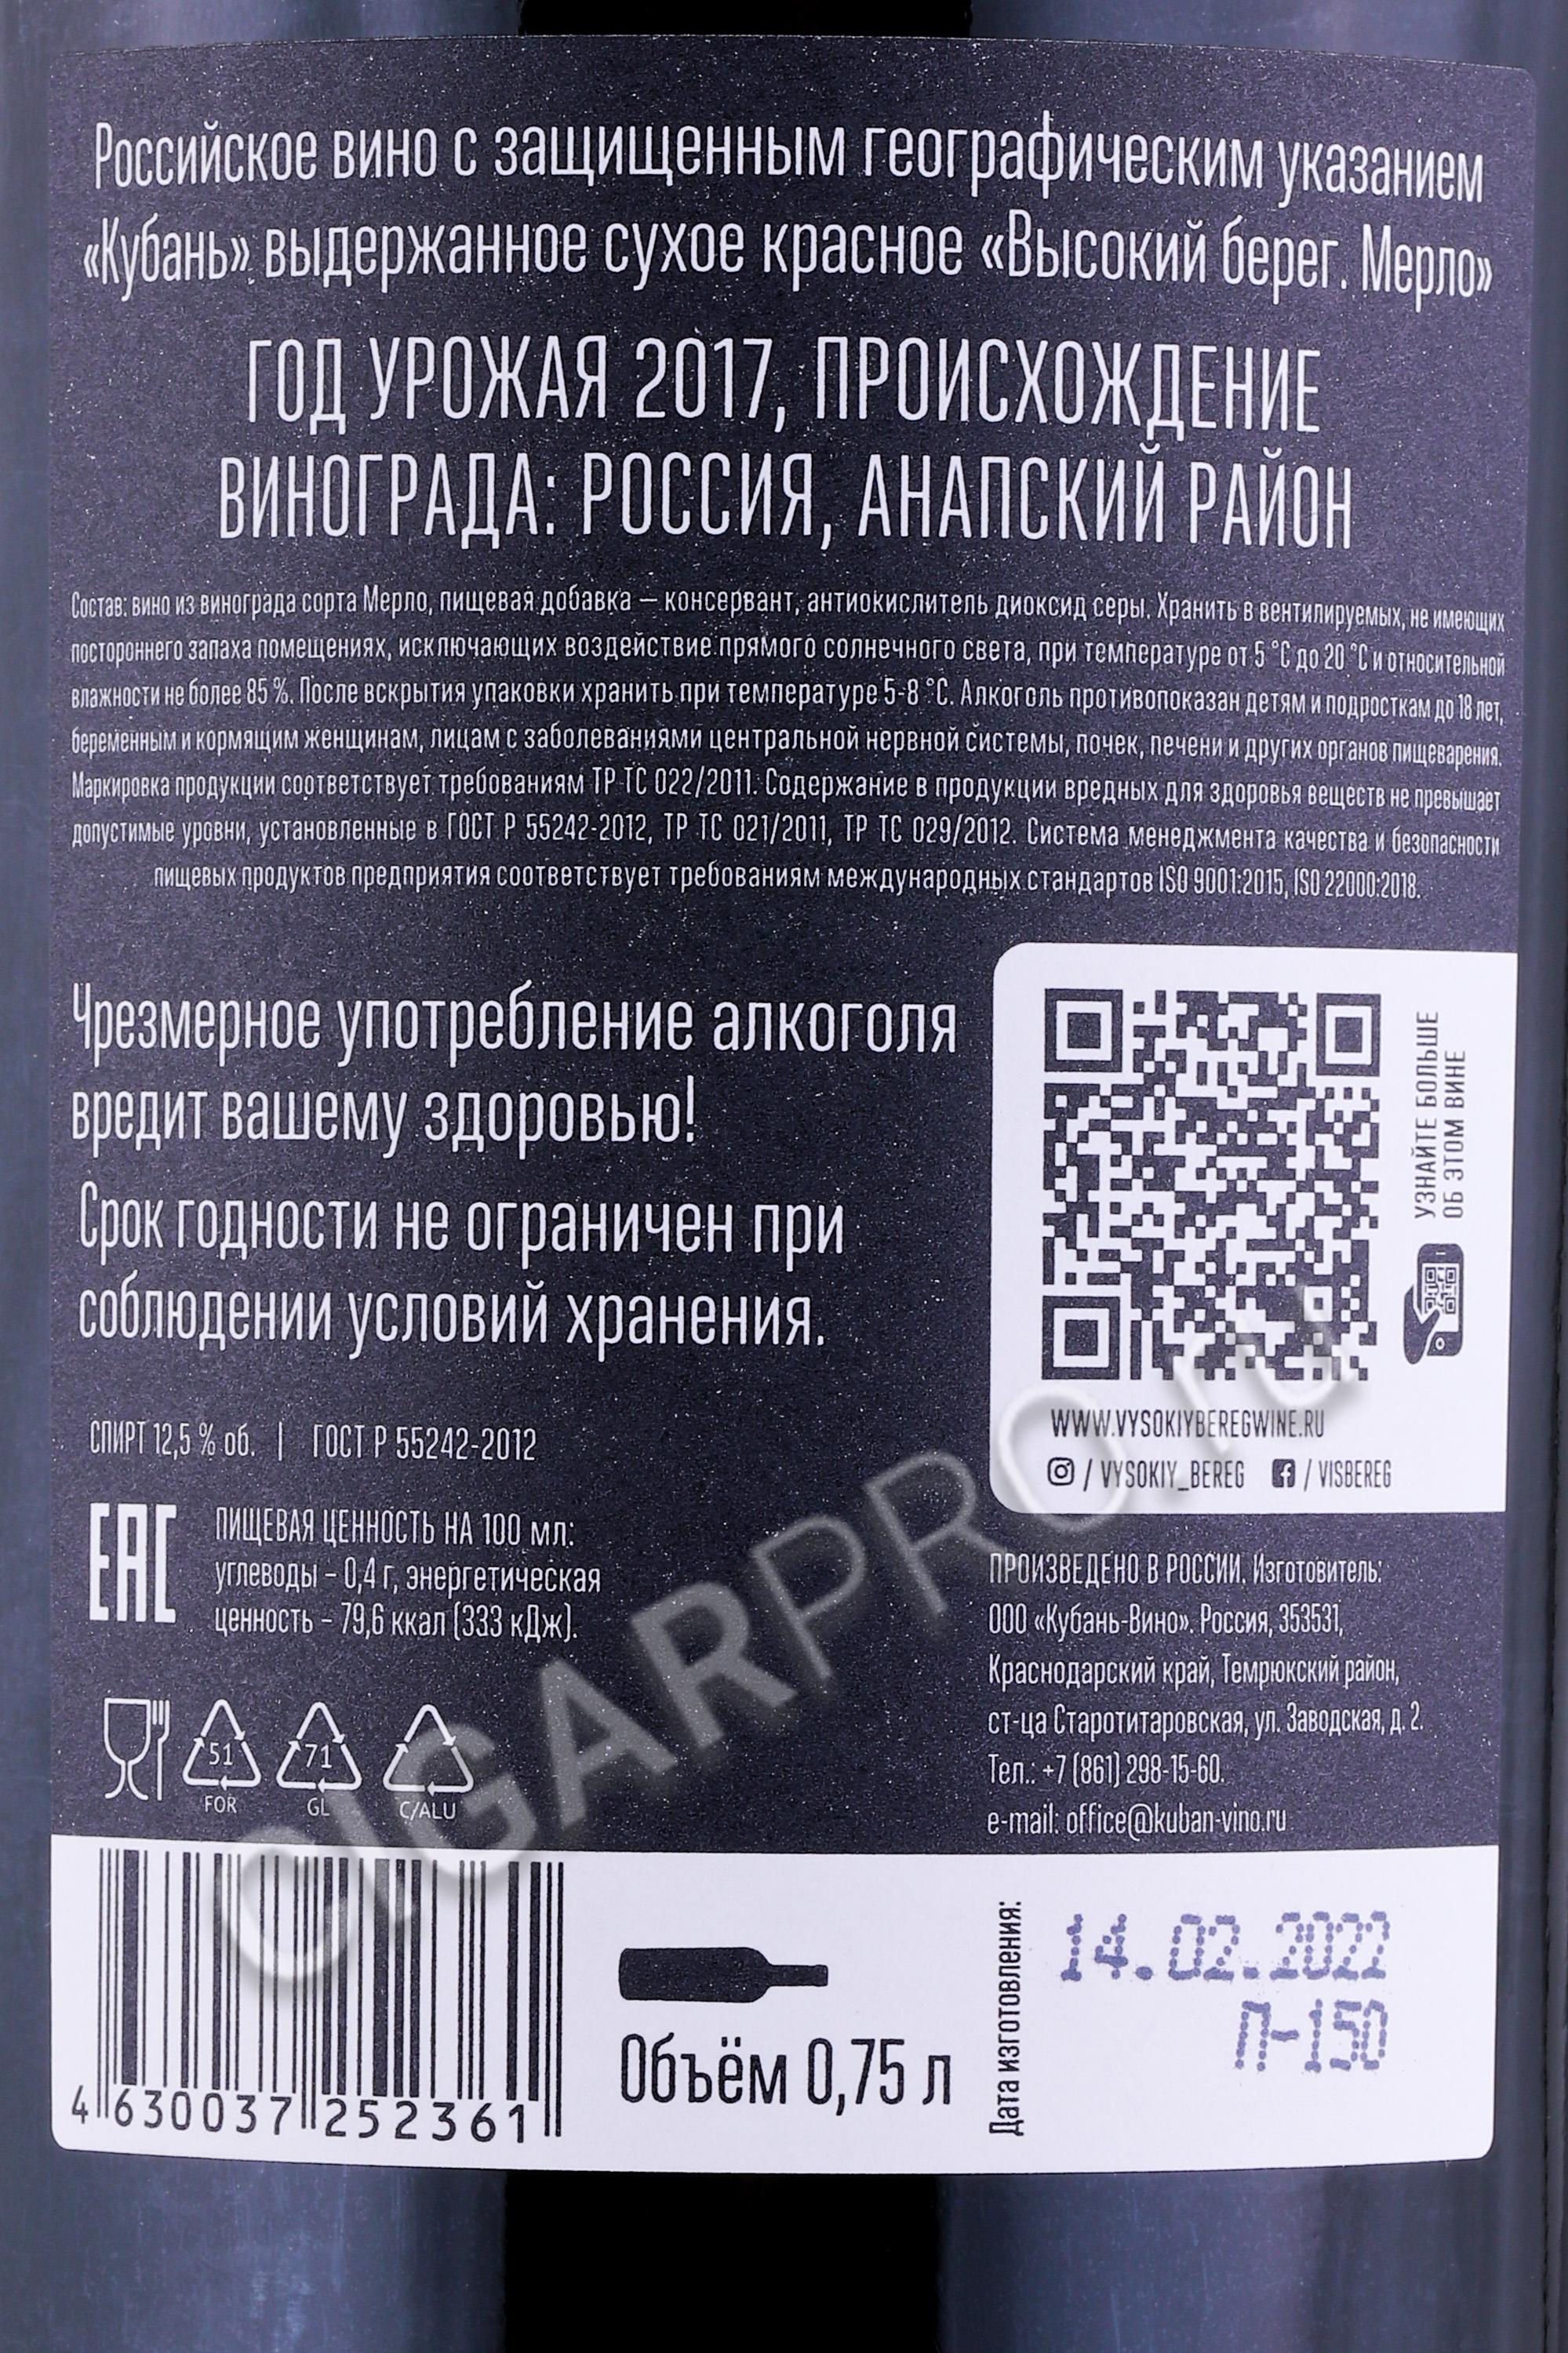 Российское вино с защищенным географическим указанием
«Кубань» выдержанное сухое красное «Высокий берег. Мерло»
ГОД УРОЖАЯ 2017, ПРОИСХОЖДЕНИЕ
ВИНОГРАДА: РОССИЯ, АНАПСКИЙ РАЙОН
Состав: вино из винограда сорта Мерло, пищевая добавка – консервант, антиокислитель диоксид серы. Хранить в вентилируемых, не имеющих
постороннего запаха помещениях, исключающих воздействие прямого солнечного света, при температуре от 5 °С до 20 °С и относительной
влажности не более 85 %. После вскрытия упаковки хранить при температуре 5-8 °С. Алкоголь противопоказан детям и подросткам до 18 лет,
беременным и кормящим женщинам, лицам с заболеваниями центральной нервной системы, почек, печени и других органов пищеварения.
Маркировка продукции соответствует требованиям ТР ТС 022/2011. Содержание в продукции вредных для здоровья веществ не превышает
допустимые уровни, установленные в ГОСТ Р 55242-2012, ТР ТС 021/2011, ТР ТС 029/2012. Система менеджмента качества и безопасности
пищевых продуктов предприятия соответствует требованиям международных стандартов ISO 9001:2015, ISO 22000:2018.
Чрезмерное употребление алкоголя
вредит вашему здоровью!
Срок годности не ограничен при
соблюдении условий хранения.
УЗНАЙТЕ БОЛЬШЕ
ОБ ЭТОМ ВИНЕ
WWW.VYSOKIYBEREGWINE.RU
/ VYSOKIY_BEREG / VISBEREG
СПИРТ 12,5 % об. | ГОСТ Р 55242-2012
EAC
ПИЩЕВАЯ ЦЕННОСТЬ НА 100 мл:
углеводы – 0,4 г, энергетическая
ценность – 79,6 ккал (333 кДж).
51 71
FOR GL C/ALU
ПРОИЗВЕДЕНО В РОССИИ. Изготовитель:
ООО «Кубань-Вино». Россия, 353531,
Краснодарский край, Темрюкский район,
ст-ца Старотитаровская, ул. Заводская, д. 2.
Тел.: +7 (861) 298-15-60.
e-mail: office@kuban-vino.ru
CIGARPRO.ru
4 630037 252361
Объём 0,75 л
Дата изготовления:
14.02.2022
Л-150